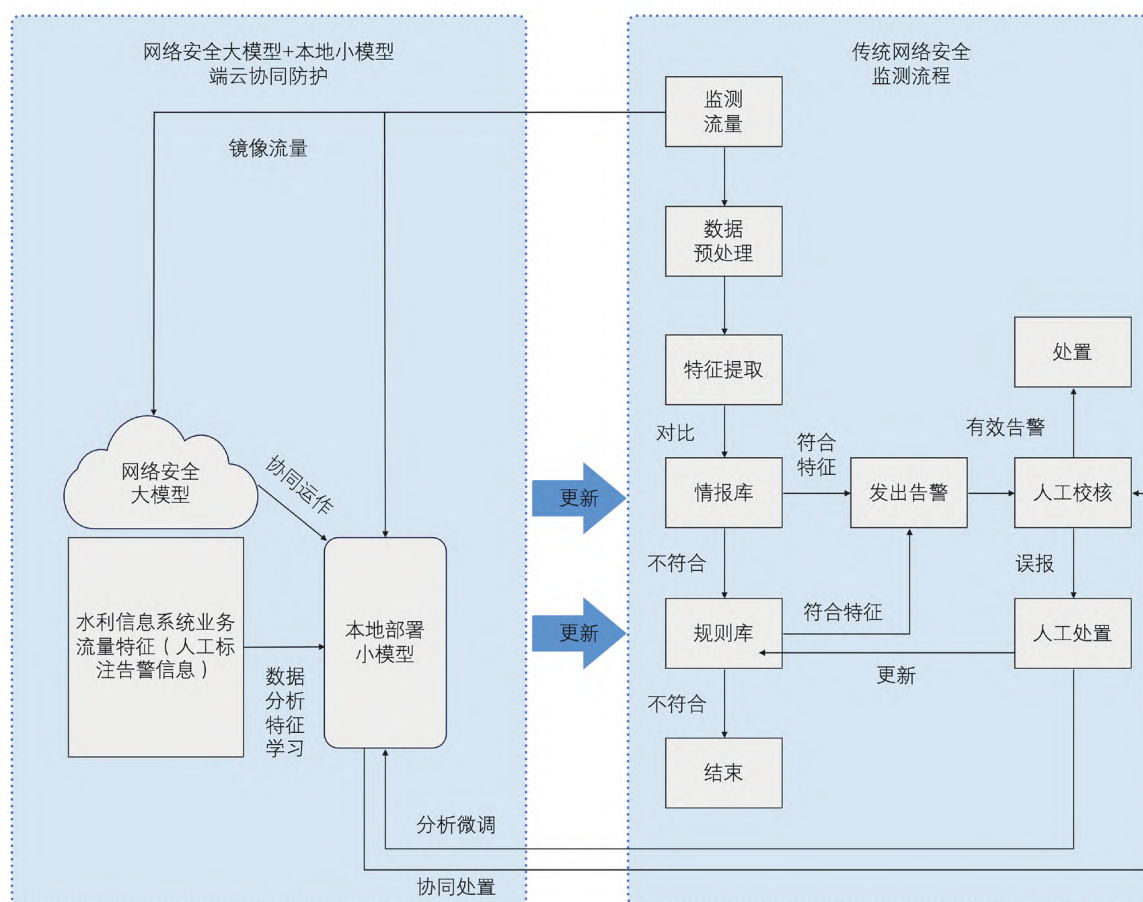 网络安全大模型+本地小模型
端云协同防护
镜像流量
网络安全
大模型
协同运作
水利信息系统业务
流量特征（人工标
注告警信息）
数据
分析
特征
学习
本地部署
小模型
分析微调
协同处置
更新
更新
传统网络安全
监测流程
监测
流量
数据
预处理
特征提取
对比
情报库
符合
特征
发出告警
人工校核
有效告警
处置
不符合
规则库
符合特征
误报
人工处置
更新
不符合
结束